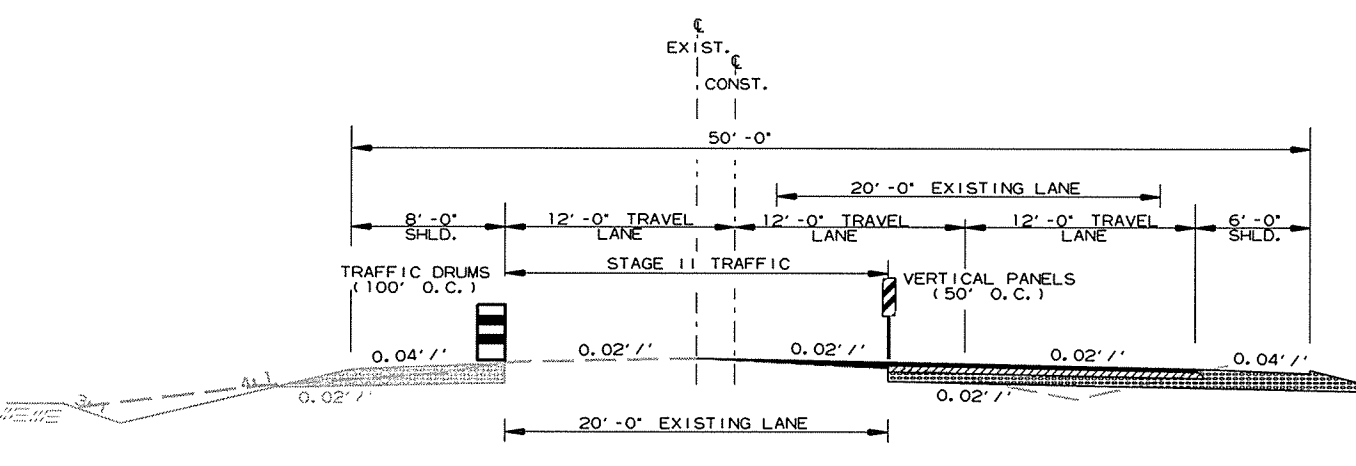 ℄
EXIST.
℄
CONST.
50'-0"
20'-0" EXISTING LANE
8'-0"
SHLD.
12'-0" TRAVEL
LANE
12'-0" TRAVEL
LANE
12'-0" TRAVEL
LANE
6'-0"
SHLD.
STAGE II TRAFFIC
TRAFFIC DRUMS
(100' O.C.)
VERTICAL PANELS
(50' O.C.)
0.04'/'
0.02'/'
0.02'/'
0.02'/'
0.04'/'
4:1
0.02'/'
0.02'/'
20'-0" EXISTING LANE